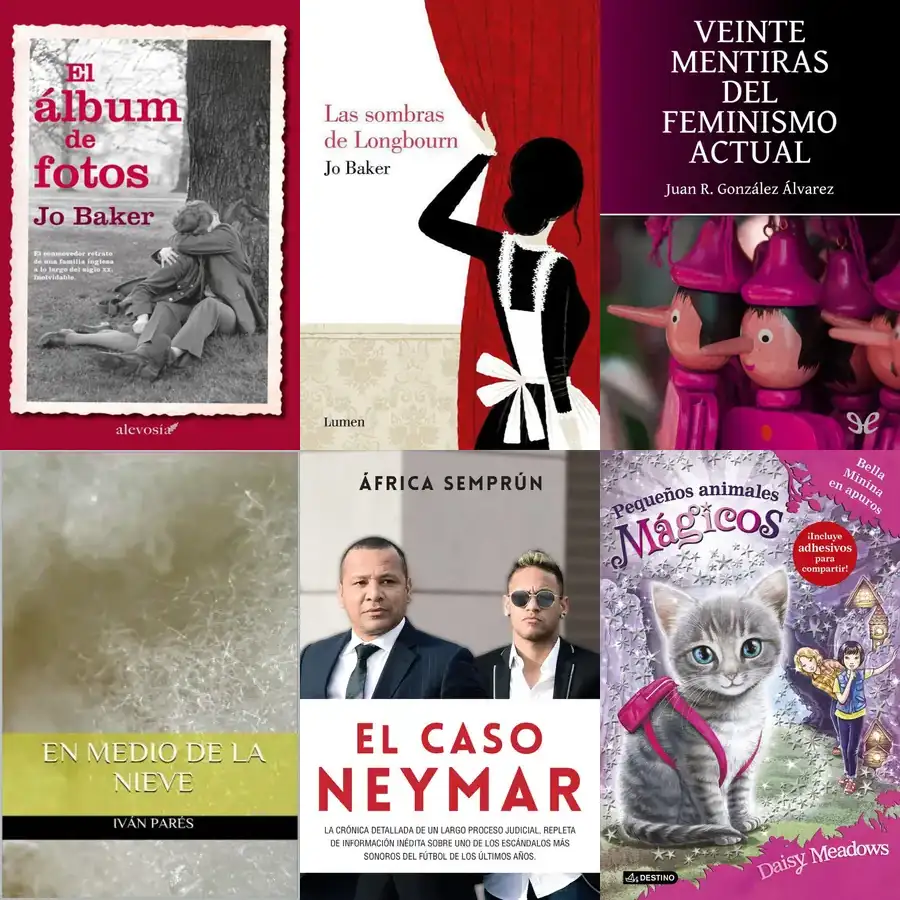 El
álbum
de
fotos
Jo Baker
El conmovedor retrato
de una familia inglesa
a lo largo del siglo XX.
Inolvidable.
alevosía
Las sombras
de Longbourn
Jo Baker
Lumen
VEINTE
MENTIRAS
DEL
FEMINISMO
ACTUAL
Juan R. González Álvarez
EN MEDIO DE LA
NIEVE
IVÁN PARÉS
ÁFRICA SEMPRÚN
EL CASO
NEYMAR
LA CRÓNICA DETALLADA DE UN LARGO PROCESO JUDICIAL. REPLETA
DE INFORMACIÓN INÉDITA SOBRE UNO DE LOS ESCÁNDALOS MÁS
SONOROS DEL FÚTBOL DE LOS ÚLTIMOS AÑOS.
Bella
Minina
en apuros
Pequeños animales
Mágicos
¡Incluye
adhesivos
para
compartir!
Daisy Meadows
DESTINO